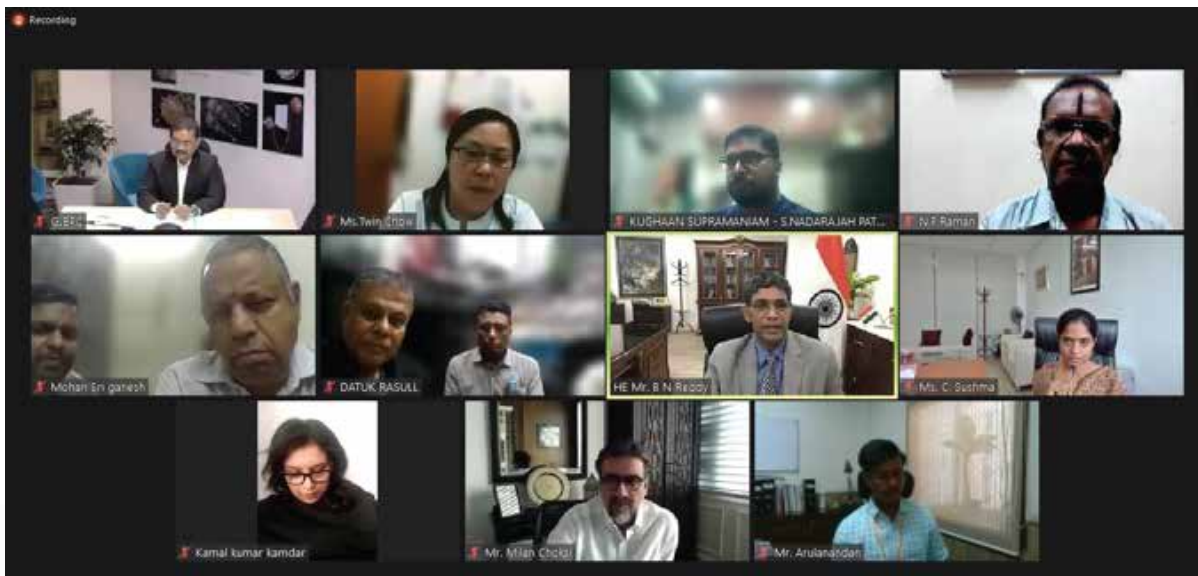 Recording
GJEPC
Ms.Twin Chow
KUGHAAN SUPRAMANIAM - S.NADARAJAH PAT...
N P Raman
Mohan Sri ganesh
DATUK RASULL
HE Mr. B N Reddy
Ms. C. Sushma
Kamal kumar kamdar
Mr. Milan Choksi
Mr. Arulanandan